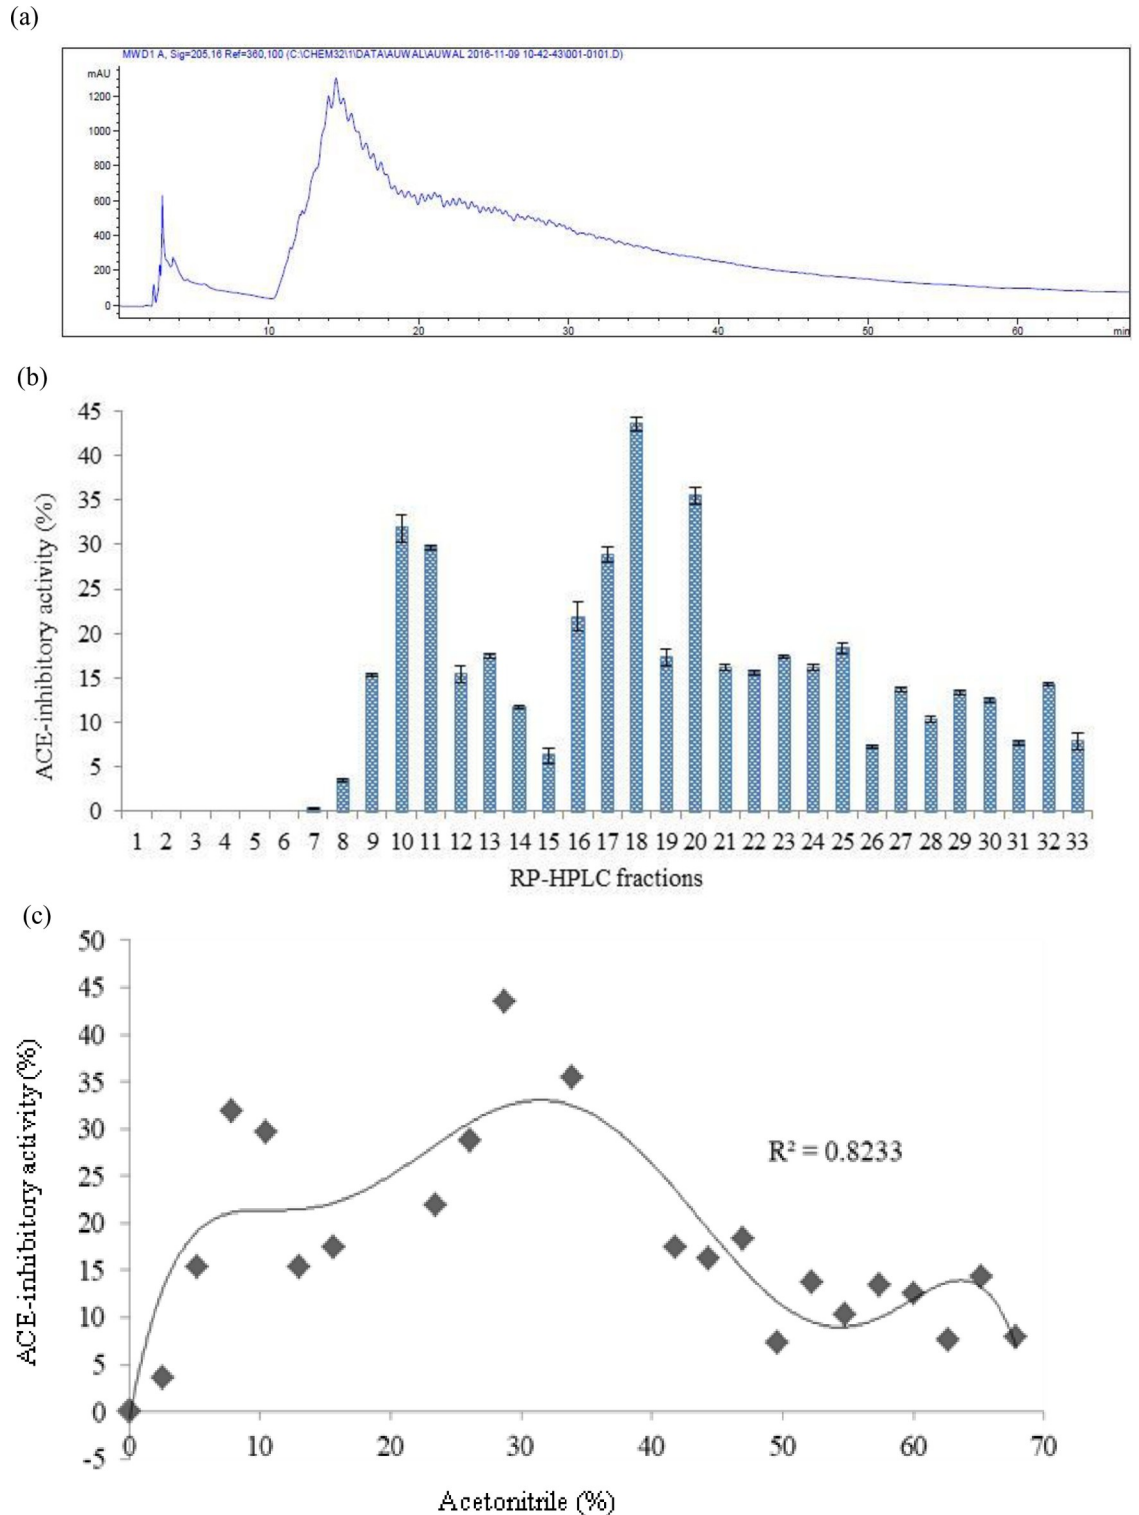 (a)
MWD1 A, Sig=205,16 Ref=360,100 (C:\CHEM32\1\DATA\AUWAL\AUWAL 2016-11-09 10-42-43\001-0101.D)
mAU
1200
1000
800
600
400
200
0
10 20 30 40 50 60 min
(b)
ACE-inhibitory activity (%)
45
40
35
30
25
20
15
10
5
0
1 2 3 4 5 6 7 8 9 10 11 12 13 14 15 16 17 18 19 20 21 22 23 24 25 26 27 28 29 30 31 32 33
RP-HPLC fractions
(c)
ACE-inhibitory activity (%)
50
45
40
35
30
25
20
15
10
5
0
-5
R² = 0.8233
0 10 20 30 40 50 60 70
Acetonitrile (%)